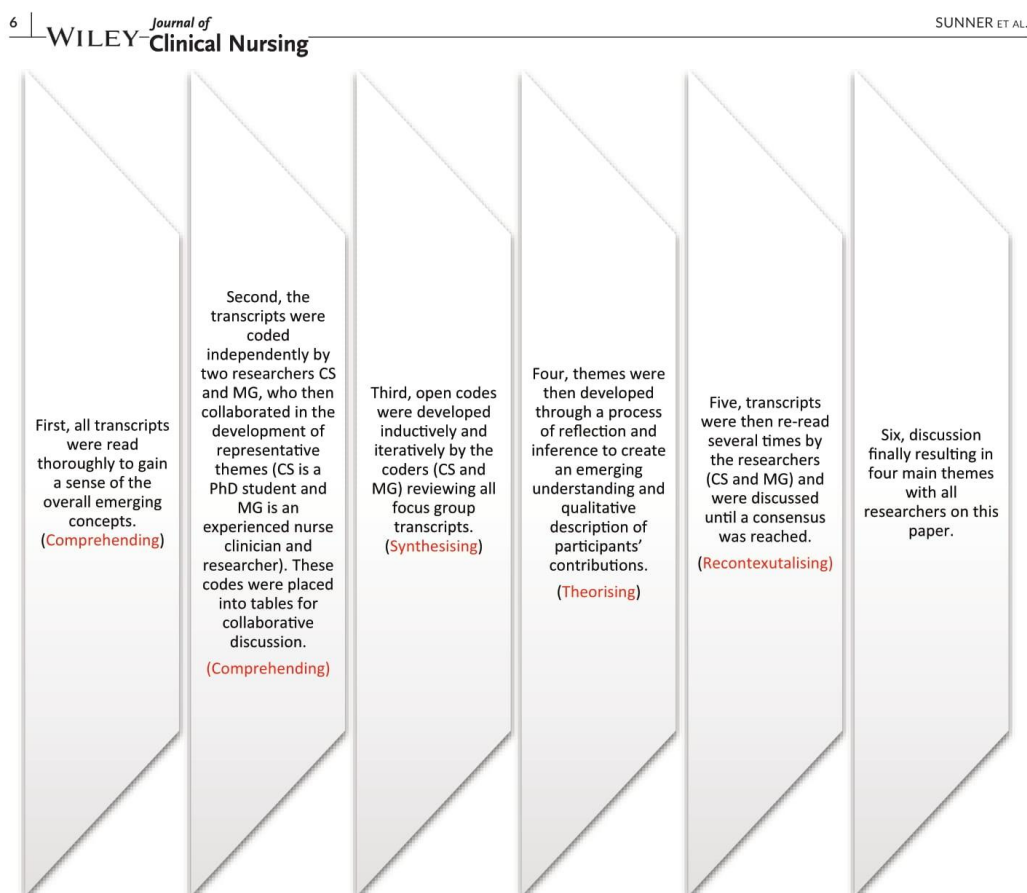 6
WILEY
Journal of
Clinical Nursing
SUNNER ET AL.
First, all transcripts
were read
thoroughly to gain
a sense of the
overall emerging
concepts.
(Comprehending)
Second, the
transcripts were
coded
independently by
two researchers CS
and MG, who then
collaborated in the
development of
representative
themes (CS is a
PhD student and
MG is an
experienced nurse
clinician and
researcher). These
codes were placed
into tables for
collaborative
discussion.
(Comprehending)
Third, open codes
were developed
inductively and
iteratively by the
coders (CS and
MG) reviewing all
focus group
transcripts.
(Synthesising)
Four, themes were
then developed
through a process
of reflection and
inference to create
an emerging
understanding and
qualitative
description of
participants’
contributions.
(Theorising)
Five, transcripts
were then re-read
several times by
the researchers
(CS and MG) and
were discussed
until a consensus
was reached.
(Recontexutalising)
Six, discussion
finally resulting in
four main themes
with all
researchers on this
paper.